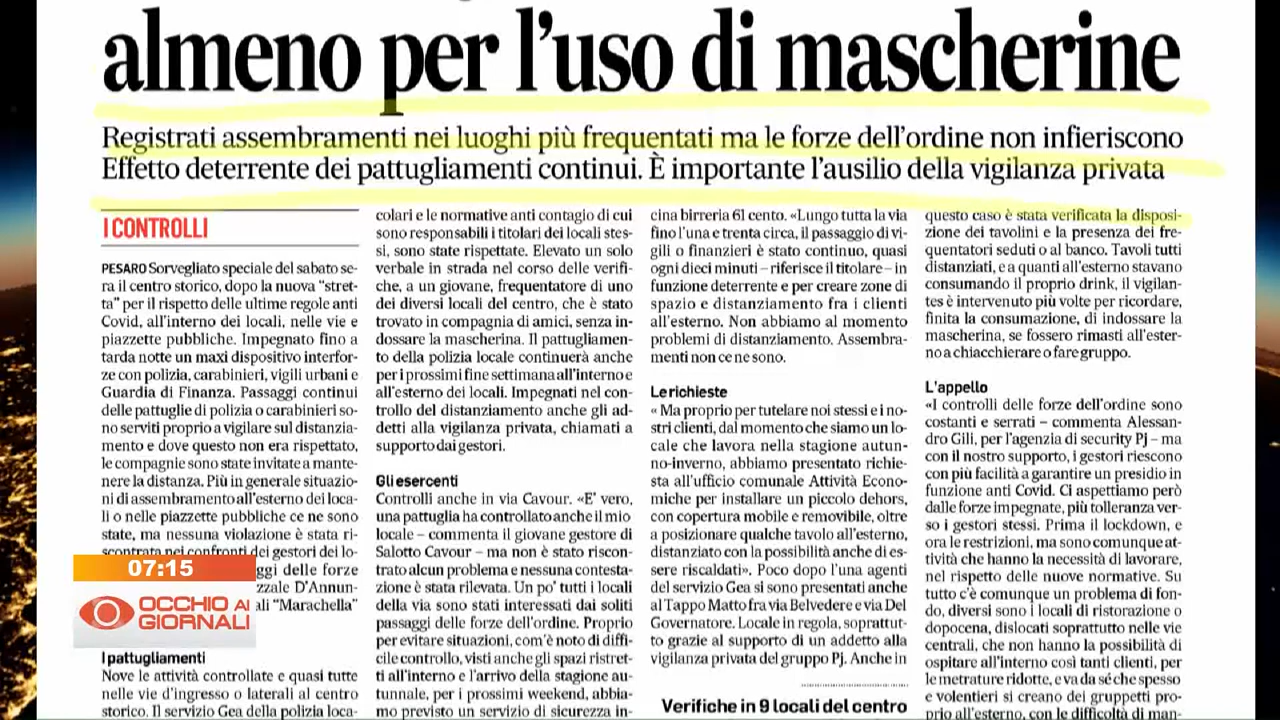 almeno per l'uso di mascherine
Registrati assembramenti nei luoghi più frequentati ma le forze dell'ordine non infieriscono
Effetto deterrente dei pattugliamenti continui. È importante l'ausilio della vigilanza privata
I CONTROLLI
PESARO Sorvegliato speciale del sabato se-
ra il centro storico, dopo la nuova "stret-
ta" per il rispetto delle ultime regole anti
Covid, all'interno dei locali, nelle vie e
piazzette pubbliche. Impegnato fino a
tarda notte un maxi dispositivo interfor-
ze con polizia, carabinieri, vigili urbani e
Guardia di Finanza. Passaggi continui
delle pattuglie di polizia o carabinieri so-
no serviti proprio a vigilare sul distanzia-
mento e dove questo non era rispettato,
le compagnie sono state invitate a mante-
nere la distanza. Più in generale situazio-
ni di assembramento all'esterno dei loca-
li o nelle piazzette pubbliche ce ne sono
state, ma nessuna violazione è stata ri-
scontrata nei confronti dei gestori dei lo-
ggi delle forze
zzale D'Annun-
ali "Marachella"
I pattugliamenti
Nove le attività controllate e quasi tutte
nelle vie d'ingresso o laterali al centro
storico. Il servizio Gea della polizia loca-
colari e le normative anti contagio di cui
sono responsabili i titolari dei locali stes-
si, sono state rispettate. Elevato un solo
verbale in strada nel corso delle verifi-
che, a un giovane, frequentatore di uno
dei diversi locali del centro, che è stato
trovato in compagnia di amici, senza in-
dossare la mascherina. Il pattugliamen-
to della polizia locale continuerà anche
per i prossimi fine settimana all'interno e
all'esterno dei locali. Impegnati nel con-
trollo del distanziamento anche gli ad-
detti alla vigilanza privata, chiamati a
supporto dai gestori.
Gli esercenti
Controlli anche in via Cavour. «E' vero,
una pattuglia ha controllato anche il mio
locale – commenta il giovane gestore di
Salotto Cavour – ma non è stato riscon-
trato alcun problema e nessuna contesta-
zione è stata rilevata. Un po' tutti i locali
della via sono stati interessati dai soliti
passaggi delle forze dell'ordine. Proprio
per evitare situazioni, com'è noto di diffi-
cile controllo, visti anche gli spazi ristret-
ti all'interno e l'arrivo della stagione au-
tunnale, per i prossimi weekend, abbia-
mo previsto un servizio di sicurezza in-
cina birreria 61 cento. «Lungo tutta la via
fino l'una e trenta circa, il passaggio di vi-
gili o finanzieri è stato continuo, quasi
ogni dieci minuti – riferisce il titolare – in
funzione deterrente e per creare zone di
spazio e distanziamento fra i clienti
all'esterno. Non abbiamo al momento
problemi di distanziamento. Assembra-
menti non ce ne sono.
Le richieste
« Ma proprio per tutelare noi stessi e i no-
stri clienti, dal momento che siamo un lo-
cale che lavora nella stagione autun-
no-inverno, abbiamo presentato richie-
sta all'ufficio comunale Attività Econo-
miche per installare un piccolo dehors,
con copertura mobile e removibile, oltre
a posizionare qualche tavolo all'esterno,
distanziato con la possibilità anche di es-
sere riscaldati». Poco dopo l'una agenti
del servizio Gea si sono presentati anche
al Tappo Matto fra via Belvedere e via Del
Governatore. Locale in regola, soprattut-
to grazie al supporto di un addetto alla
vigilanza privata del gruppo Pj. Anche in
Verifiche in 9 locali del centro
questo caso è stata verificata la disposi-
zione dei tavolini e la presenza dei fre-
quentatori seduti o al banco. Tavoli tutti
distanziati, e a quanti all'esterno stavano
consumando il proprio drink, il vigilan-
tes è intervenuto più volte per ricordare,
finita la consumazione, di indossare la
mascherina, se fossero rimasti all'ester-
no a chiacchierare o fare gruppo.
L'appello
«I controlli delle forze dell'ordine sono
costanti e serrati – commenta Alessan-
dro Gili, per l'agenzia di security Pj – ma
con il nostro supporto, i gestori riescono
con più facilità a garantire un presidio in
funzione anti Covid. Ci aspettiamo però
dalle forze impegnate, più tolleranza ver-
so i gestori stessi. Prima il lockdown, e
ora le restrizioni, ma sono comunque at-
tività che hanno la necessità di lavorare,
nel rispetto delle nuove normative. Su
tutto c'è comunque un problema di fon-
do, diversi sono i locali di ristorazione o
dopocena, dislocati soprattutto nelle vie
centrali, che non hanno la possibilità di
ospitare all'interno così tanti clienti, per
le metrature ridotte, e va da sé che spesso
e volentieri si creano dei gruppetti pro-
prio all'esterno, con le difficoltà di man-
07:15
OCCHIO AI
GIORNALI